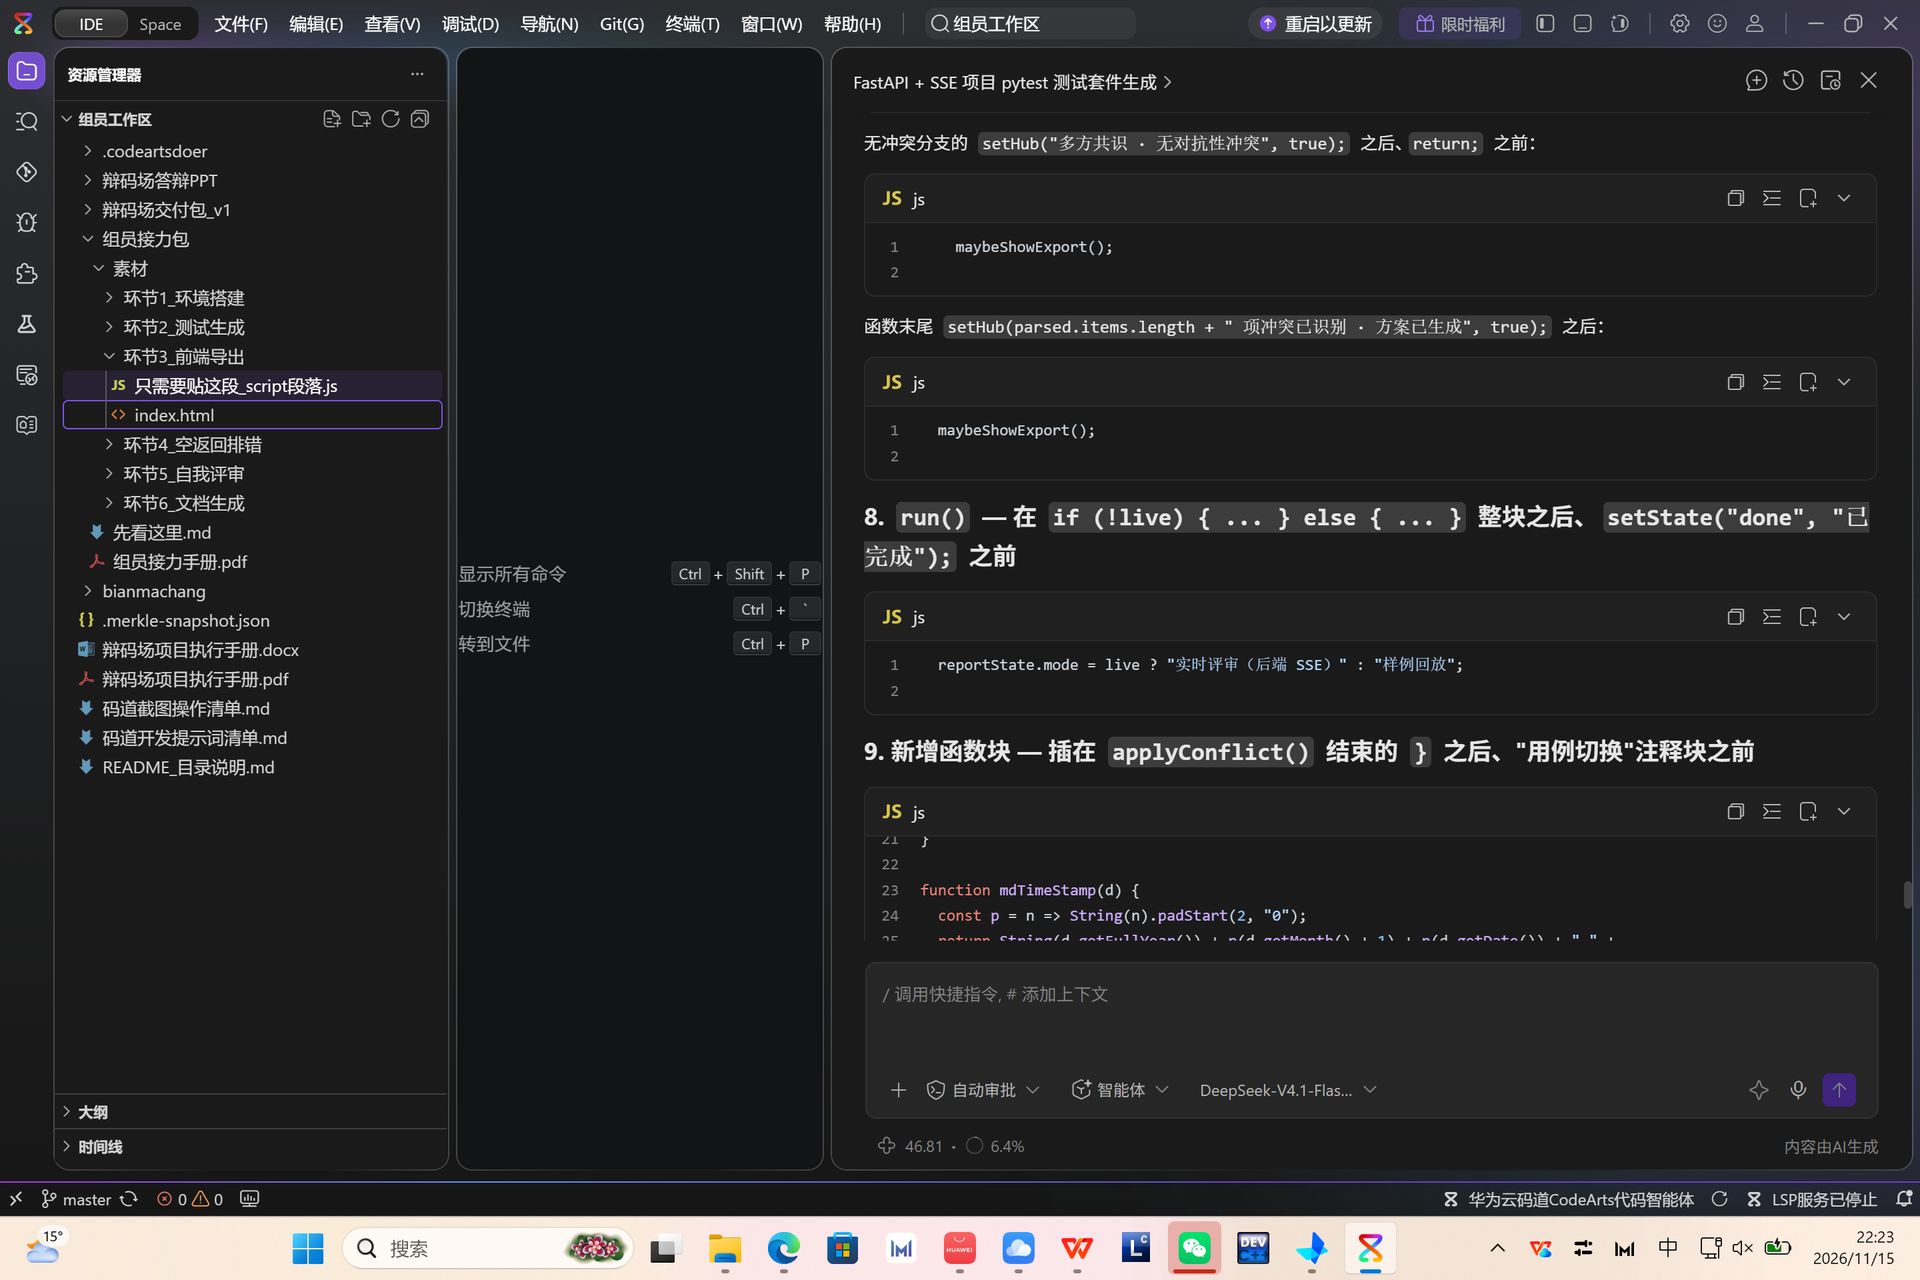 IDE
Space
文件(F)
编辑(E)
查看(V)
调试(D)
导航(N)
Git(G)
终端(T)
窗口(W)
帮助(H)
组员工作区
重启以更新
限时福利
资源管理器
组员工作区
.codeartsdoer
辩码场答辩PPT
辩码场交付包_v1
组员接力包
素材
环节1_环境搭建
环节2_测试生成
环节3_前端导出
JS 只需要贴这段_script段落.js
<> index.html
环节4_空返回排错
环节5_自我评审
环节6_文档生成
先看这里.md
组员接力手册.pdf
bianmachang
{} .merkle-snapshot.json
辩码场项目执行手册.docx
辩码场项目执行手册.pdf
码道截图操作清单.md
码道开发提示词清单.md
README_目录说明.md
大纲
时间线
显示所有命令 Ctrl + Shift + P
切换终端 Ctrl + `
转到文件 Ctrl + P
FastAPI + SSE 项目 pytest 测试套件生成
无冲突分支的 setHub("多方共识 · 无对抗性冲突", true); 之后、return; 之前:
JS js
1 maybeShowExport();
2
函数末尾 setHub(parsed.items.length + " 项冲突已识别 · 方案已生成", true); 之后:
JS js
1 maybeShowExport();
2
8. run() — 在 if (!live) { ... } else { ... } 整块之后、 setState("done", "已
完成"); 之前
JS js
1 reportState.mode = live ? "实时评审（后端 SSE）" : "样例回放";
2
9. 新增函数块 — 插在 applyConflict() 结束的 } 之后、"用例切换"注释块之前
JS js
21 }
22
23 function mdTimeStamp(d) {
24 const p = n => String(n).padStart(2, "0");
25 return String(d.getFullYear()) + p(d.getMonth() + 1) + p(d.getDate()) + "_" +
/ 调用快捷指令, # 添加上下文
自动审批
智能体
DeepSeek-V4.1-Flas...
46.81 · 6.4%
内容由AI生成
master
0
0
华为云码道CodeArts代码智能体
LSP服务已停止
15°
搜索
HUAWEI
L C
DEV
C++
中
22:23
2026/11/15